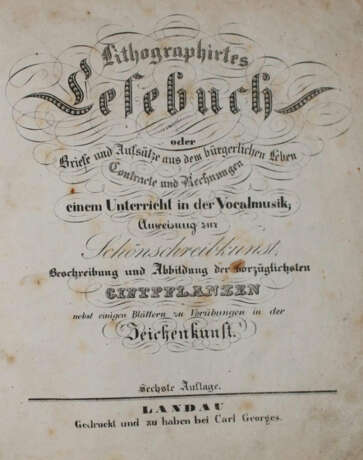 Lithographirtes
Lesebuch
oder
Briefe und Aufsätze aus dem bürgerlichen Leben
Contracte und Rechnungen
einem Unterricht in der Vocalmusik,
Anweisung zur
Schönschreibkunst,
Beschreibung und Abbildung der vorzüglichsten
GIFTPFLANZEN
nebst einigen Blättern zu Vorübungen in der
Zeichenkunst.
Sechste Auflage.
LANDAU
Gedruckt und zu haben bei Carl Georges.